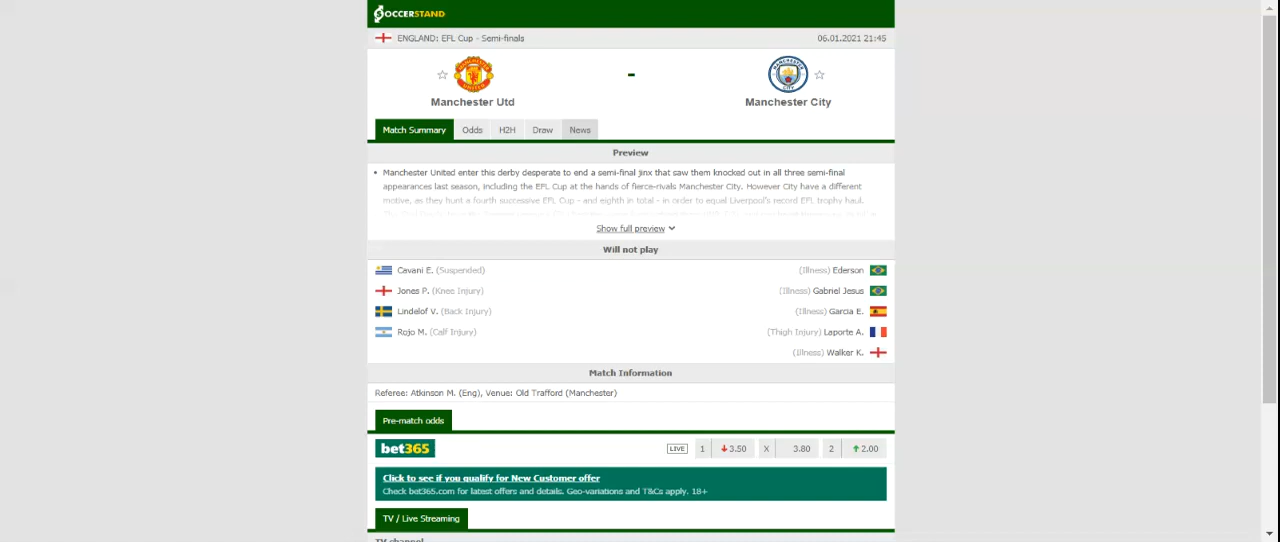 SOCCERSTAND
ENGLAND: EFL Cup - Semi-finals 06.01.2021 21:45
-
Manchester Utd Manchester City
Match Summary Odds H2H Draw News
Preview
• Manchester United enter this derby desperate to end a semi-final jinx that saw them knocked out in all three semi-final
appearances last season, including the EFL Cup at the hands of fierce-rivals Manchester City. However City have a different
motive, as they hunt a fourth successive EFL Cup - and eighth in total - in order to equal Liverpool's record EFL trophy haul.
Show full preview
Will not play
Cavani E. (Suspended) (Illness) Ederson
Jones P. (Knee Injury) (Illness) Gabriel Jesus
Lindelof V. (Back Injury) (Illness) Garcia E.
Rojo M. (Calf Injury) (Thigh Injury) Laporte A.
(Illness) Walker K.
Match Information
Referee: Atkinson M. (Eng), Venue: Old Trafford (Manchester)
Pre-match odds
bet365 LIVE 1 3.50 X 3.80 2 2.00
Click to see if you qualify for New Customer offer
Check bet365.com for latest offers and details. Geo-variations and T&Cs apply. 18+
TV / Live Streaming
TV channel